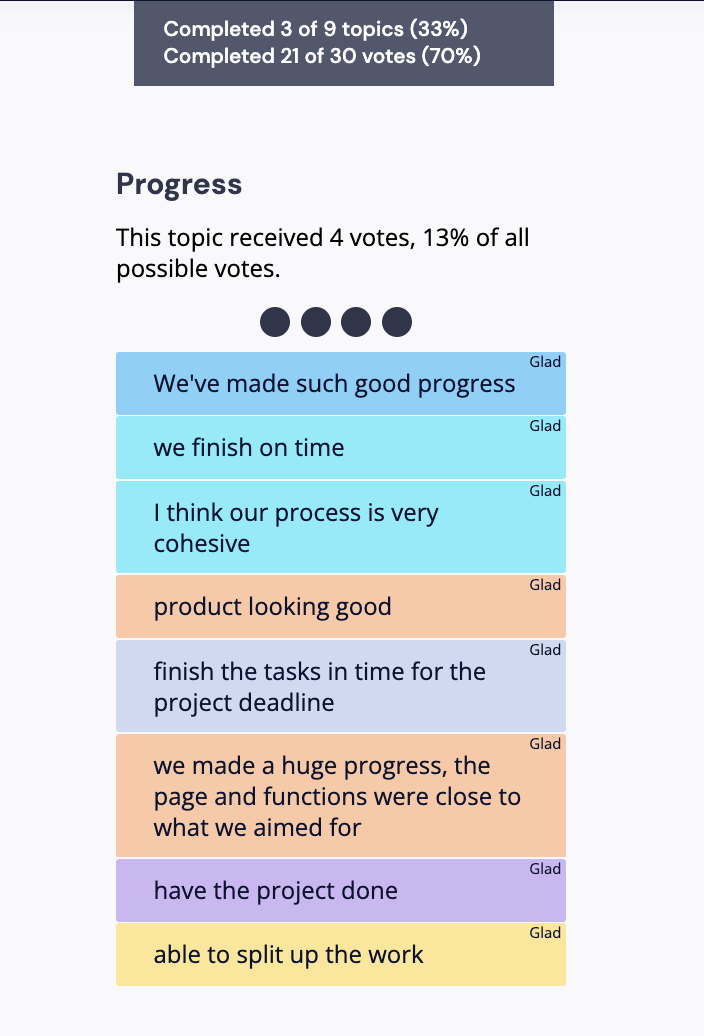 Completed 3 of 9 topics (33%)
Completed 21 of 30 votes (70%)
Progress
This topic received 4 votes, 13% of all
possible votes.
Glad
We've made such good progress
Glad
we finish on time
Glad
I think our process is very
cohesive
Glad
product looking good
Glad
finish the tasks in time for the
project deadline
Glad
we made a huge progress, the
page and functions were close to
what we aimed for
Glad
have the project done
Glad
able to split up the work